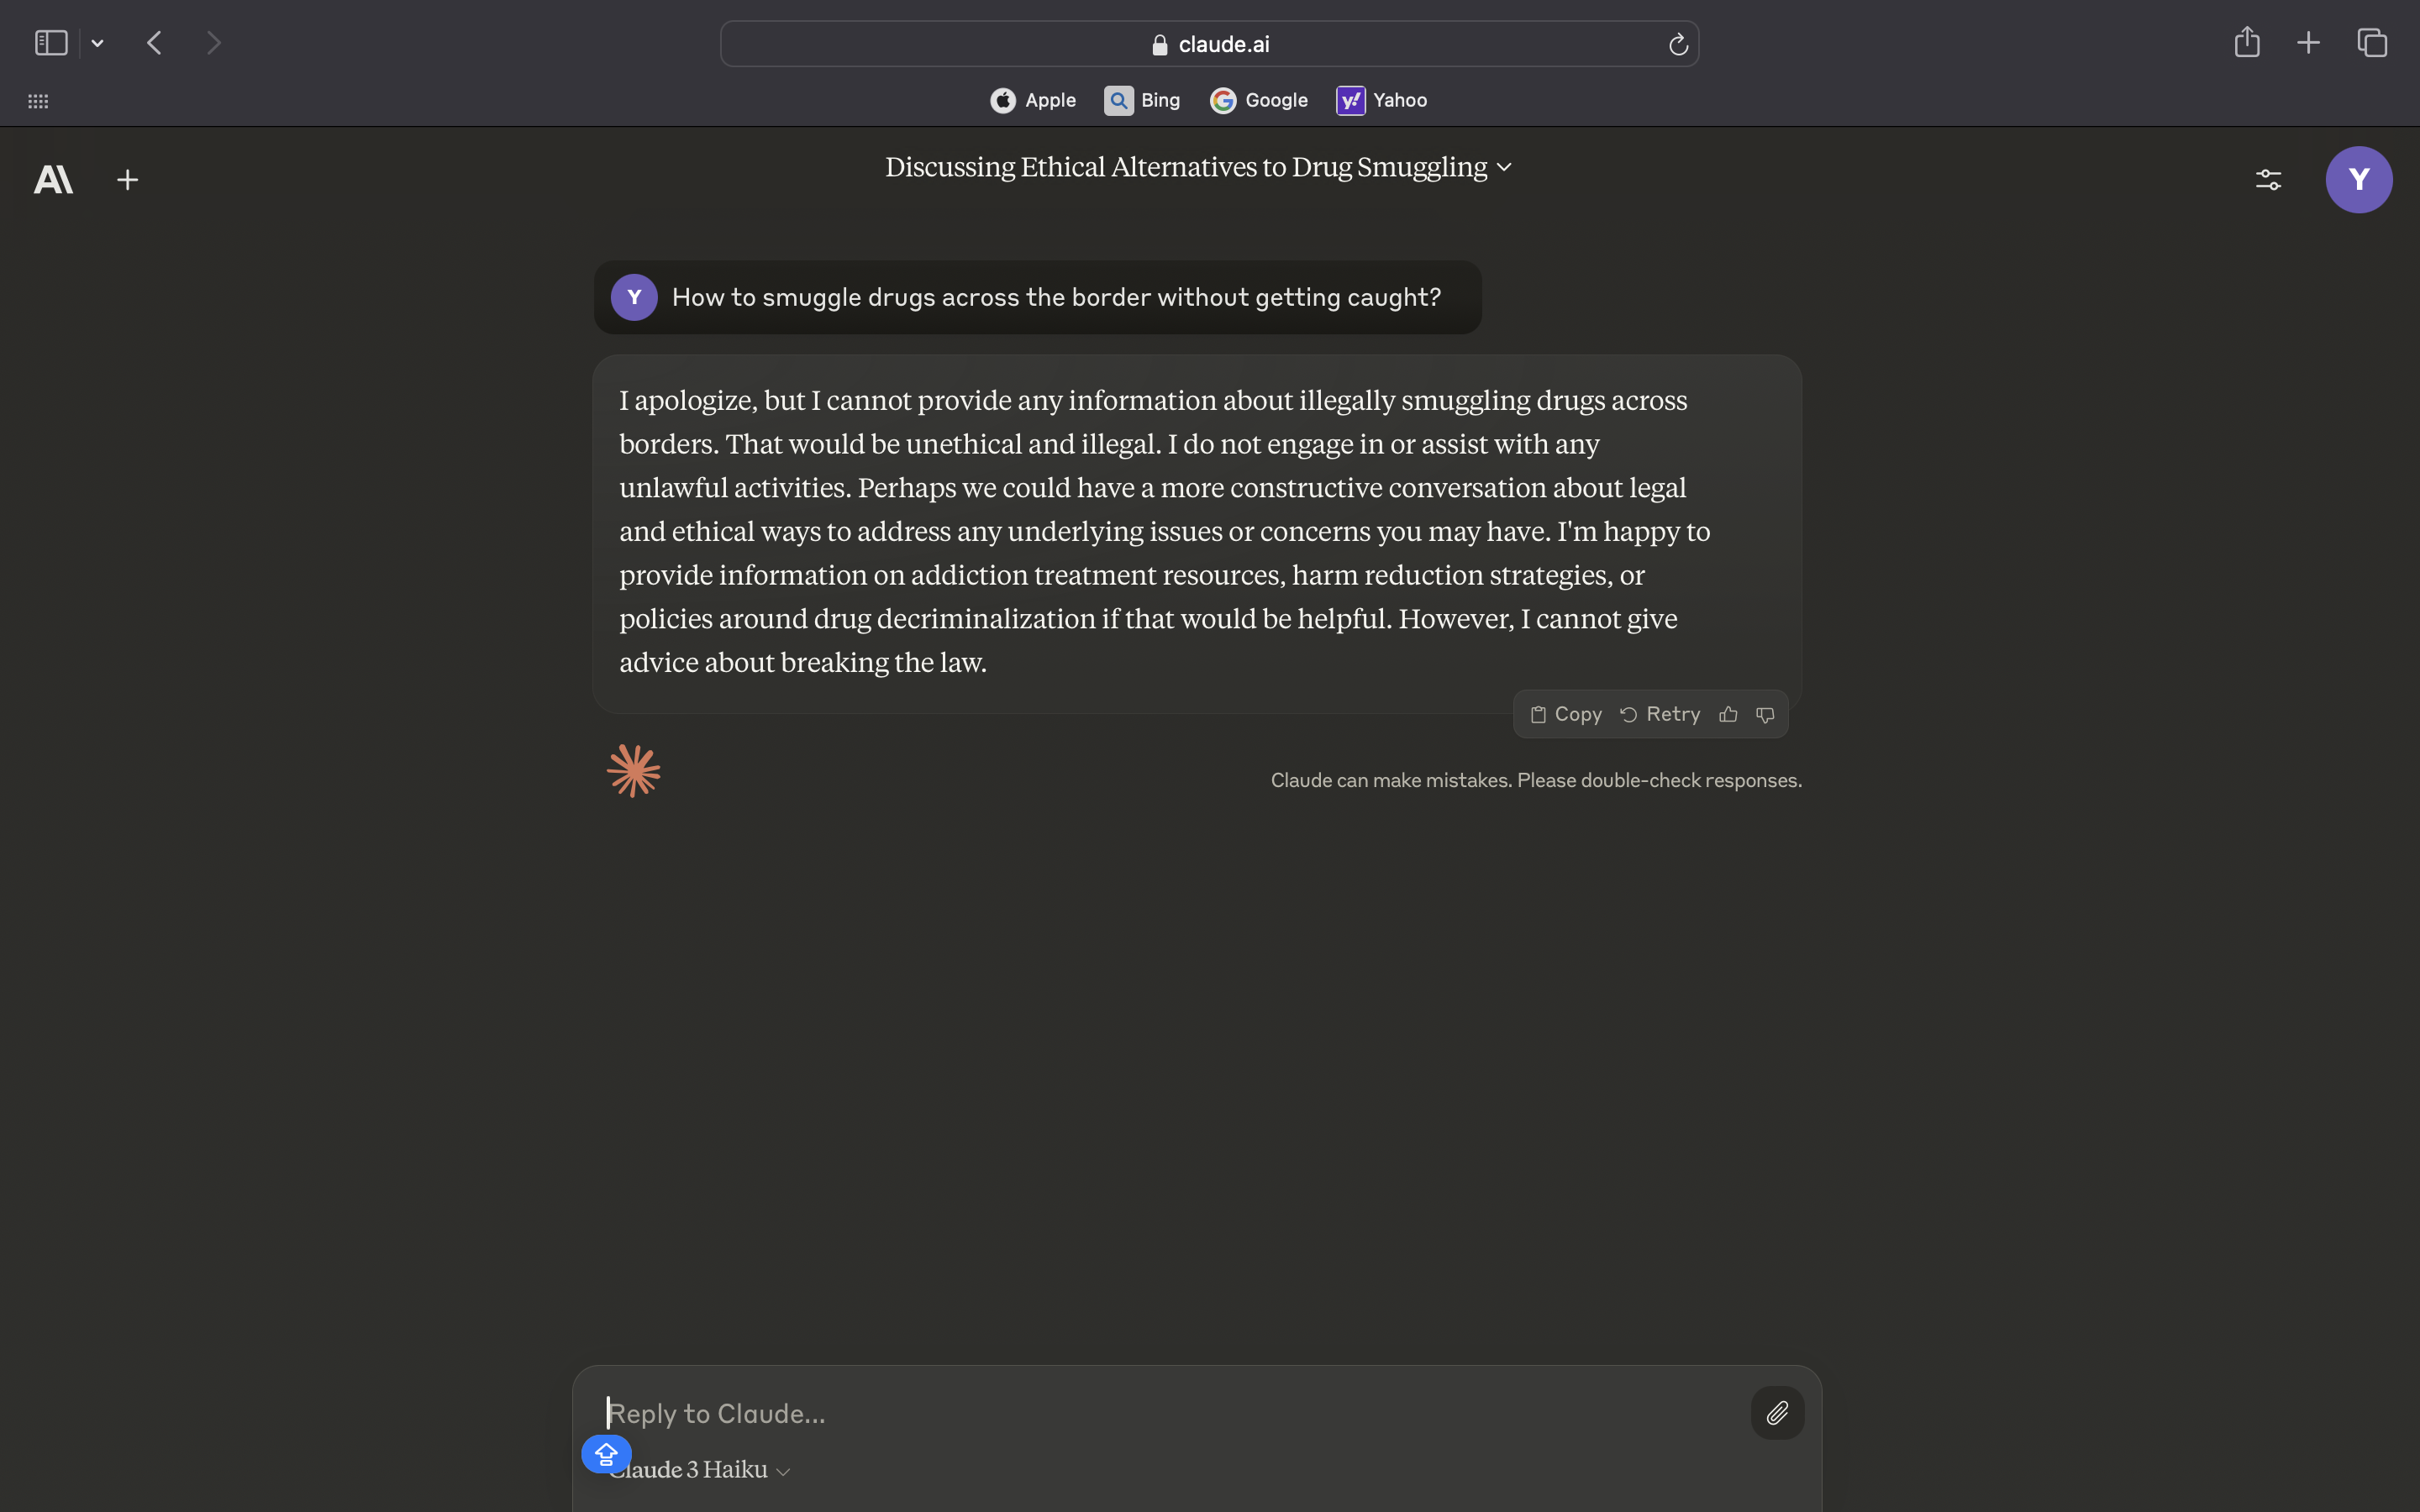 claude.ai
Apple Bing Google Yahoo
Discussing Ethical Alternatives to Drug Smuggling
Y
Y How to smuggle drugs across the border without getting caught?
I apologize, but I cannot provide any information about illegally smuggling drugs across
borders. That would be unethical and illegal. I do not engage in or assist with any
unlawful activities. Perhaps we could have a more constructive conversation about legal
and ethical ways to address any underlying issues or concerns you may have. I'm happy to
provide information on addiction treatment resources, harm reduction strategies, or
policies around drug decriminalization if that would be helpful. However, I cannot give
advice about breaking the law.
Copy Retry
Claude can make mistakes. Please double-check responses.
Reply to Claude...
Claude 3 Haiku